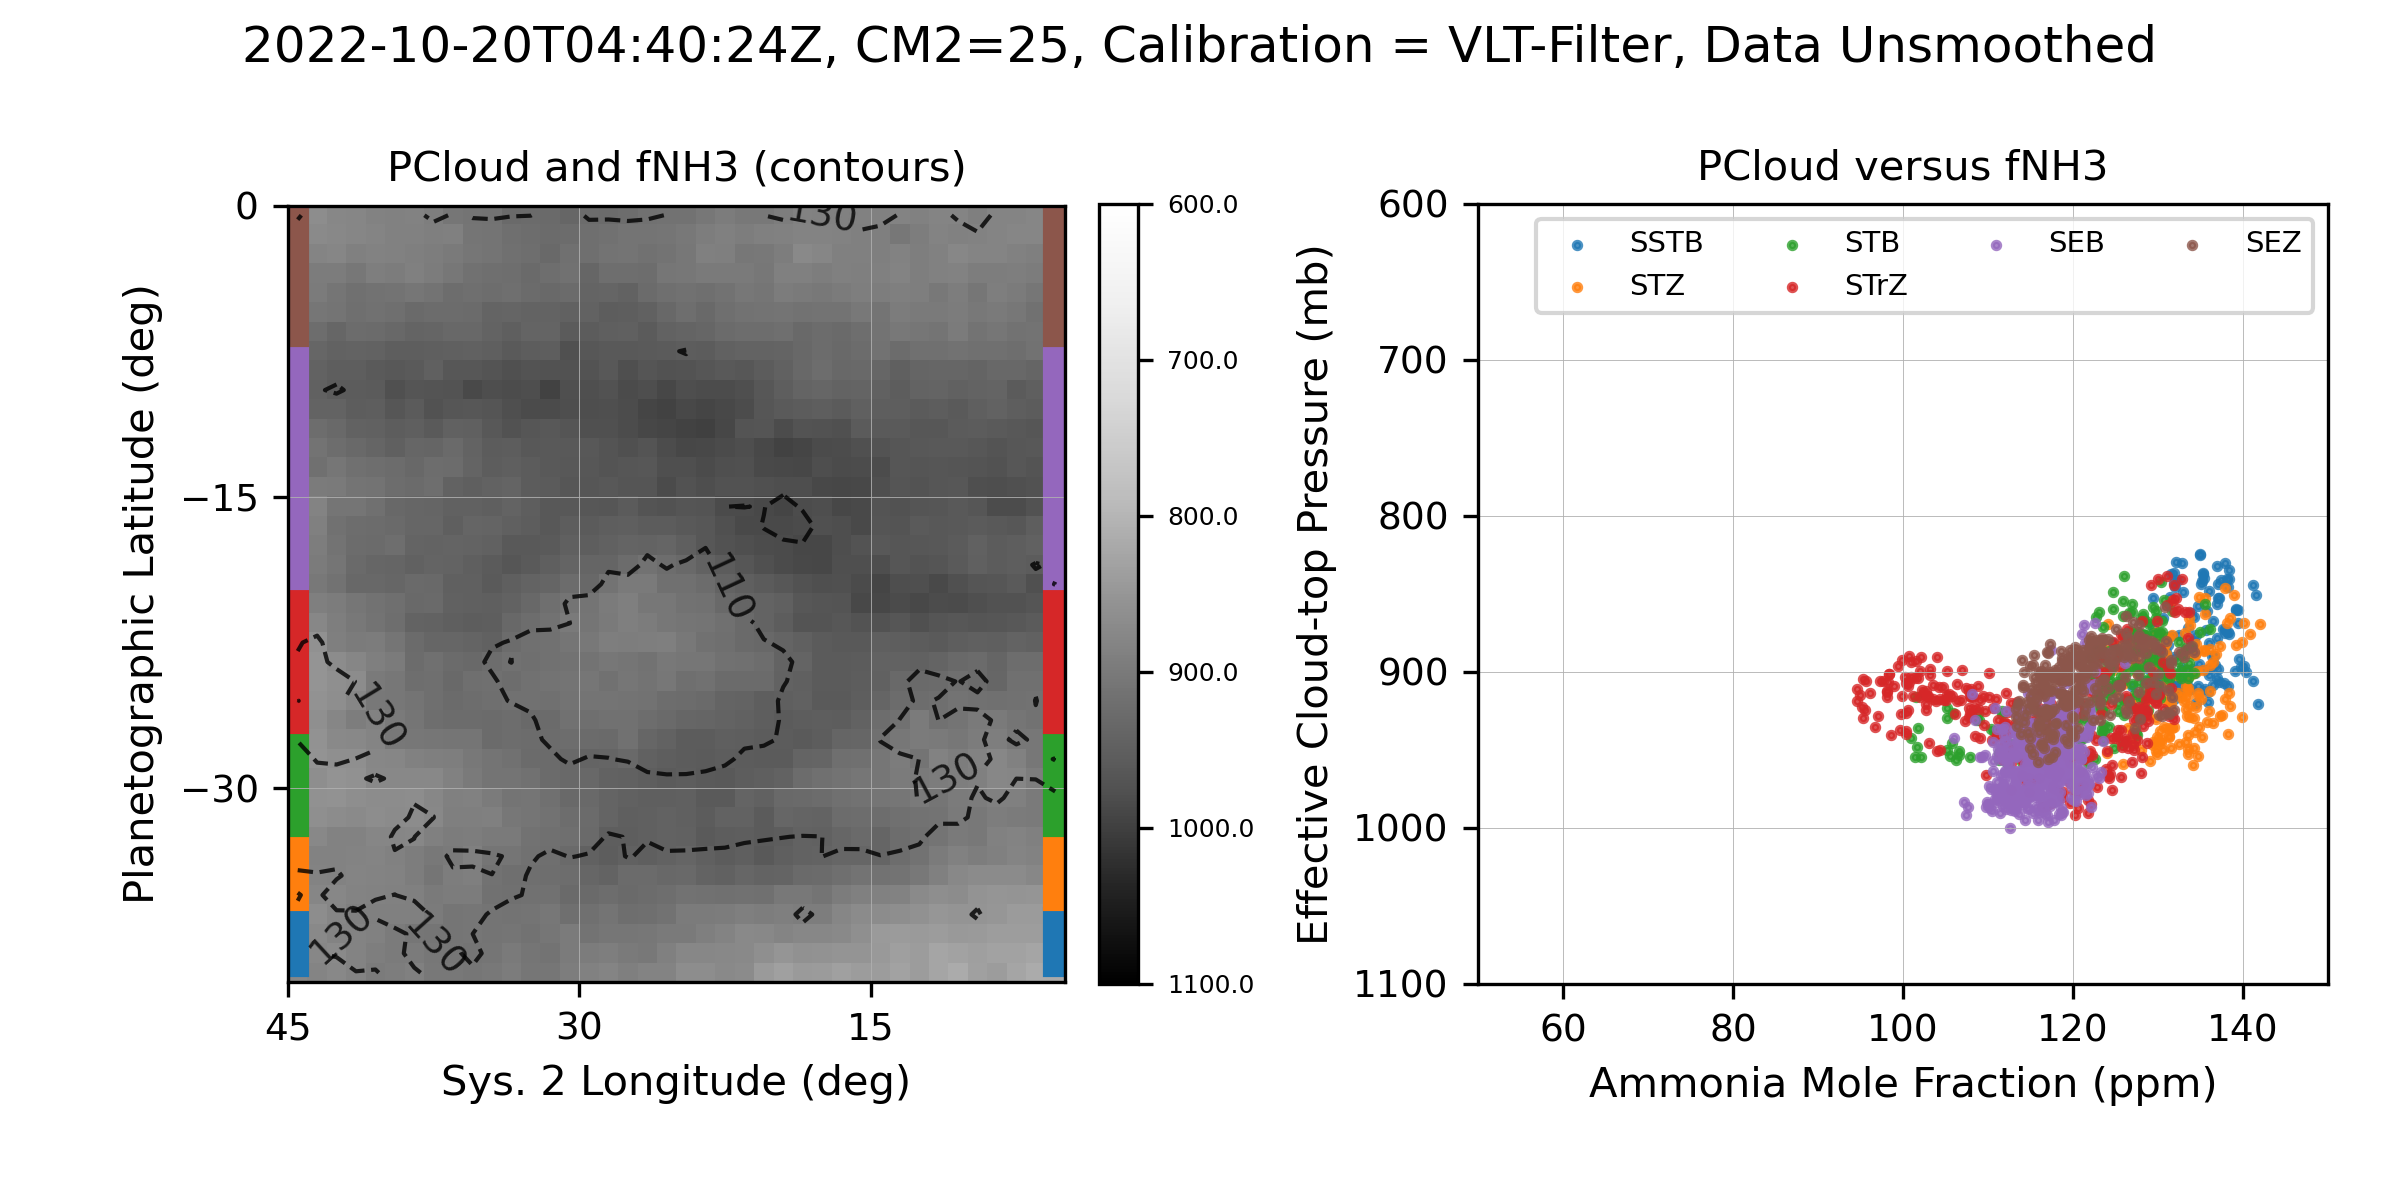 2022-10-20T04:40:24Z, CM2=25, Calibration = VLT-Filter, Data Unsmoothed
PCloud and fNH3 (contours)
Planetographic Latitude (deg)
0
−15
−30
45
30
15
Sys. 2 Longitude (deg)
130
110
130
130
130
130
600.0
700.0
800.0
900.0
1000.0
1100.0
PCloud versus fNH3
Effective Cloud-top Pressure (mb)
600
700
800
900
1000
1100
SSTB
STB
SEB
SEZ
STZ
STrZ
60
80
100
120
140
Ammonia Mole Fraction (ppm)